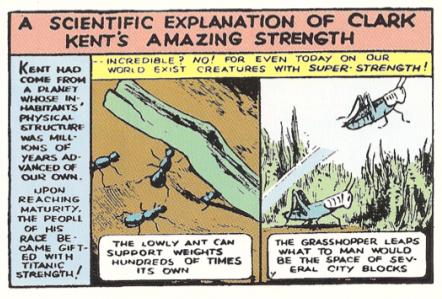 A SCIENTIFIC EXPLANATION OF CLARK
KENT'S AMAZING STRENGTH
KENT HAD
COME FROM
A PLANET
WHOSE IN-
HABITANTS'
PHYSICAL
STRUCTURE
WAS MILL-
IONS OF
YEARS AD-
VANCED OF
OUR OWN.
UPON
REACHING
MATURITY,
THE PEOPLE
OF HIS
RACE BE-
CAME GIFT-
ED WITH
TITANIC
STRENGTH!
-- INCREDIBLE? NO! FOR EVEN TODAY ON OUR
WORLD EXIST CREATURES WITH SUPER-STRENGTH!
THE LOWLY ANT CAN
SUPPORT WEIGHTS
HUNDREDS OF TIMES
ITS OWN
THE GRASSHOPPER LEAPS
WHAT TO MAN WOULD
BE THE SPACE OF SEV-
ERAL CITY BLOCKS